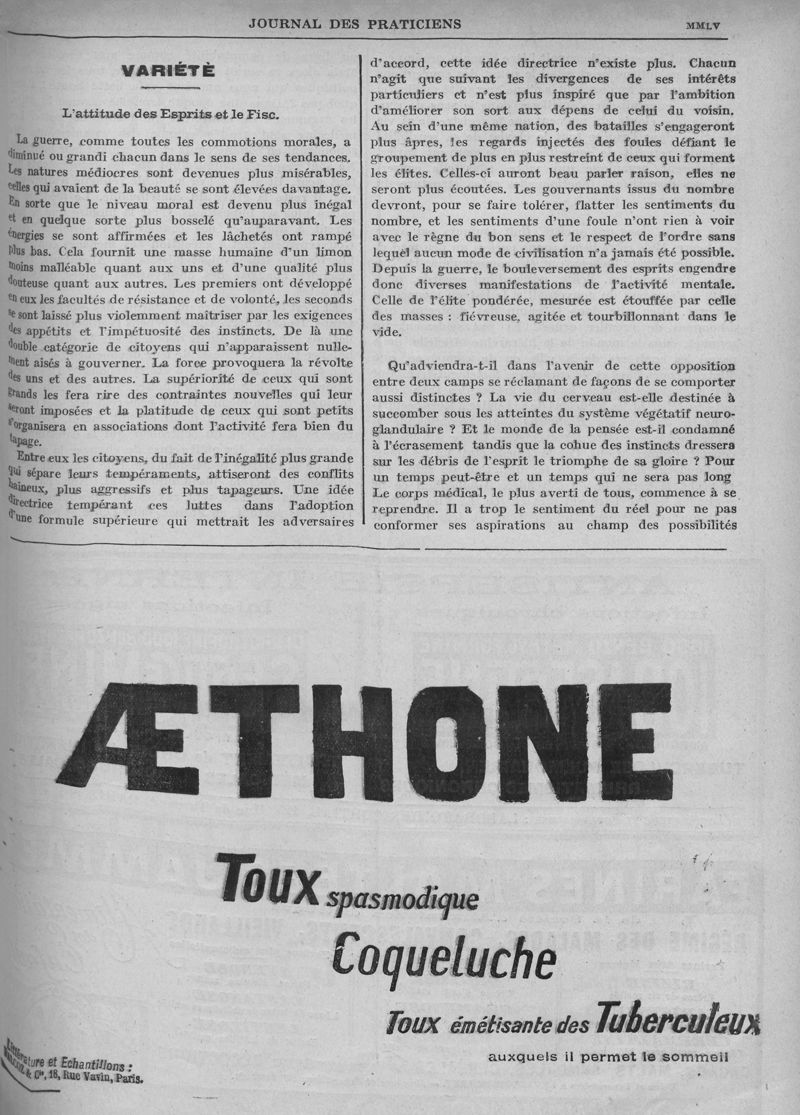 JOURNAL DES PRATICIENS
MMLV
VARIÉTÉ
L'attitude des Esprits et le Fisc.
La guerre, comme toutes les commotions morales, a
diminué ou grandi chacun dans le sens de ses tendances.
Les natures médiocres sont devenues plus misérables,
celles qui avaient de la beauté se sont élevées davantage.
En sorte que le niveau moral est devenu plus inégal
et en quelque sorte plus bosselé qu'auparavant. Les
énergies se sont affirmées et les lâchetés ont rampé
plus bas. Cela fournit une masse humaine d'un limon
moins malléable quant aux uns et d'une qualité plus
douteuse quant aux autres. Les premiers ont développé
en eux les facultés de résistance et de volonté, les seconds
se sont laissé plus violemment maîtriser par les exigences
des appétits et l'impétuosité des instincts. De là une
double catégorie de citoyens qui n'apparaissent nulle-
ment aisés à gouverner. La force provoquera la révolte
des uns et des autres. La supériorité de ceux qui sont
grands les fera rire des contraintes nouvelles qui leur
seront imposées et la platitude de ceux qui sont petits
s'organisera en associations dont l'activité fera bien du
tapage.
Entre eux les citoyens, du fait de l'inégalité plus grande
qui sépare leurs tempéraments, attiseront des conflits
haineux, plus aggressifs et plus tapageurs. Une idée
directrice tempérant ces luttes dans l'adoption
d'une formule supérieure qui mettrait les adversaires
d'accord, cette idée directrice n'existe plus. Chacun
n'agit que suivant les divergences de ses intérêts
particuliers et n'est plus inspiré que par l'ambition
d'améliorer son sort aux dépens de celui du voisin.
Au sein d'une même nation, des batailles s'engageront
plus âpres, les regards injectés des foules défiant le
groupement de plus en plus restreint de ceux qui forment
les élites. Celles-ci auront beau parler raison, elles ne
seront plus écoutées. Les gouvernants issus du nombre
devront, pour se faire tolérer, flatter les sentiments du
nombre, et les sentiments d'une foule n'ont rien à voir
avec le règne du bon sens et le respect de l'ordre sans
lequel aucun mode de civilisation n'a jamais été possible.
Depuis la guerre, le bouleversement des esprits engendre
donc diverses manifestations de l'activité mentale.
Celle de l'élite pondérée, mesurée est étouffée par celle
des masses : fiévreuse, agitée et tourbillonnant dans le
vide.
Qu'adviendra-t-il dans l'avenir de cette opposition
entre deux camps se réclamant de façons de se comporter
aussi distinctes ? La vie du cerveau est-elle destinée à
succomber sous les atteintes du système végétatif neuro-
glandulaire ? Et le monde de la pensée est-il condamné
à l'écrasement tandis que la cohue des instincts dressera
sur les débris de l'esprit le triomphe de sa gloire ? Pour
un temps peut-être et un temps qui ne sera pas long
Le corps médical, le plus averti de tous, commence à se
reprendre. Il a trop le sentiment du réel pour ne pas
conformer ses aspirations au champ des possibilités
ÆTHONE
Toux spasmodique
Coqueluche
Toux émétisante des Tuberculeux
auxquels il permet le sommeil
Littérature et Echantillons :
& Cie, 16, Rue Vavin, Paris.